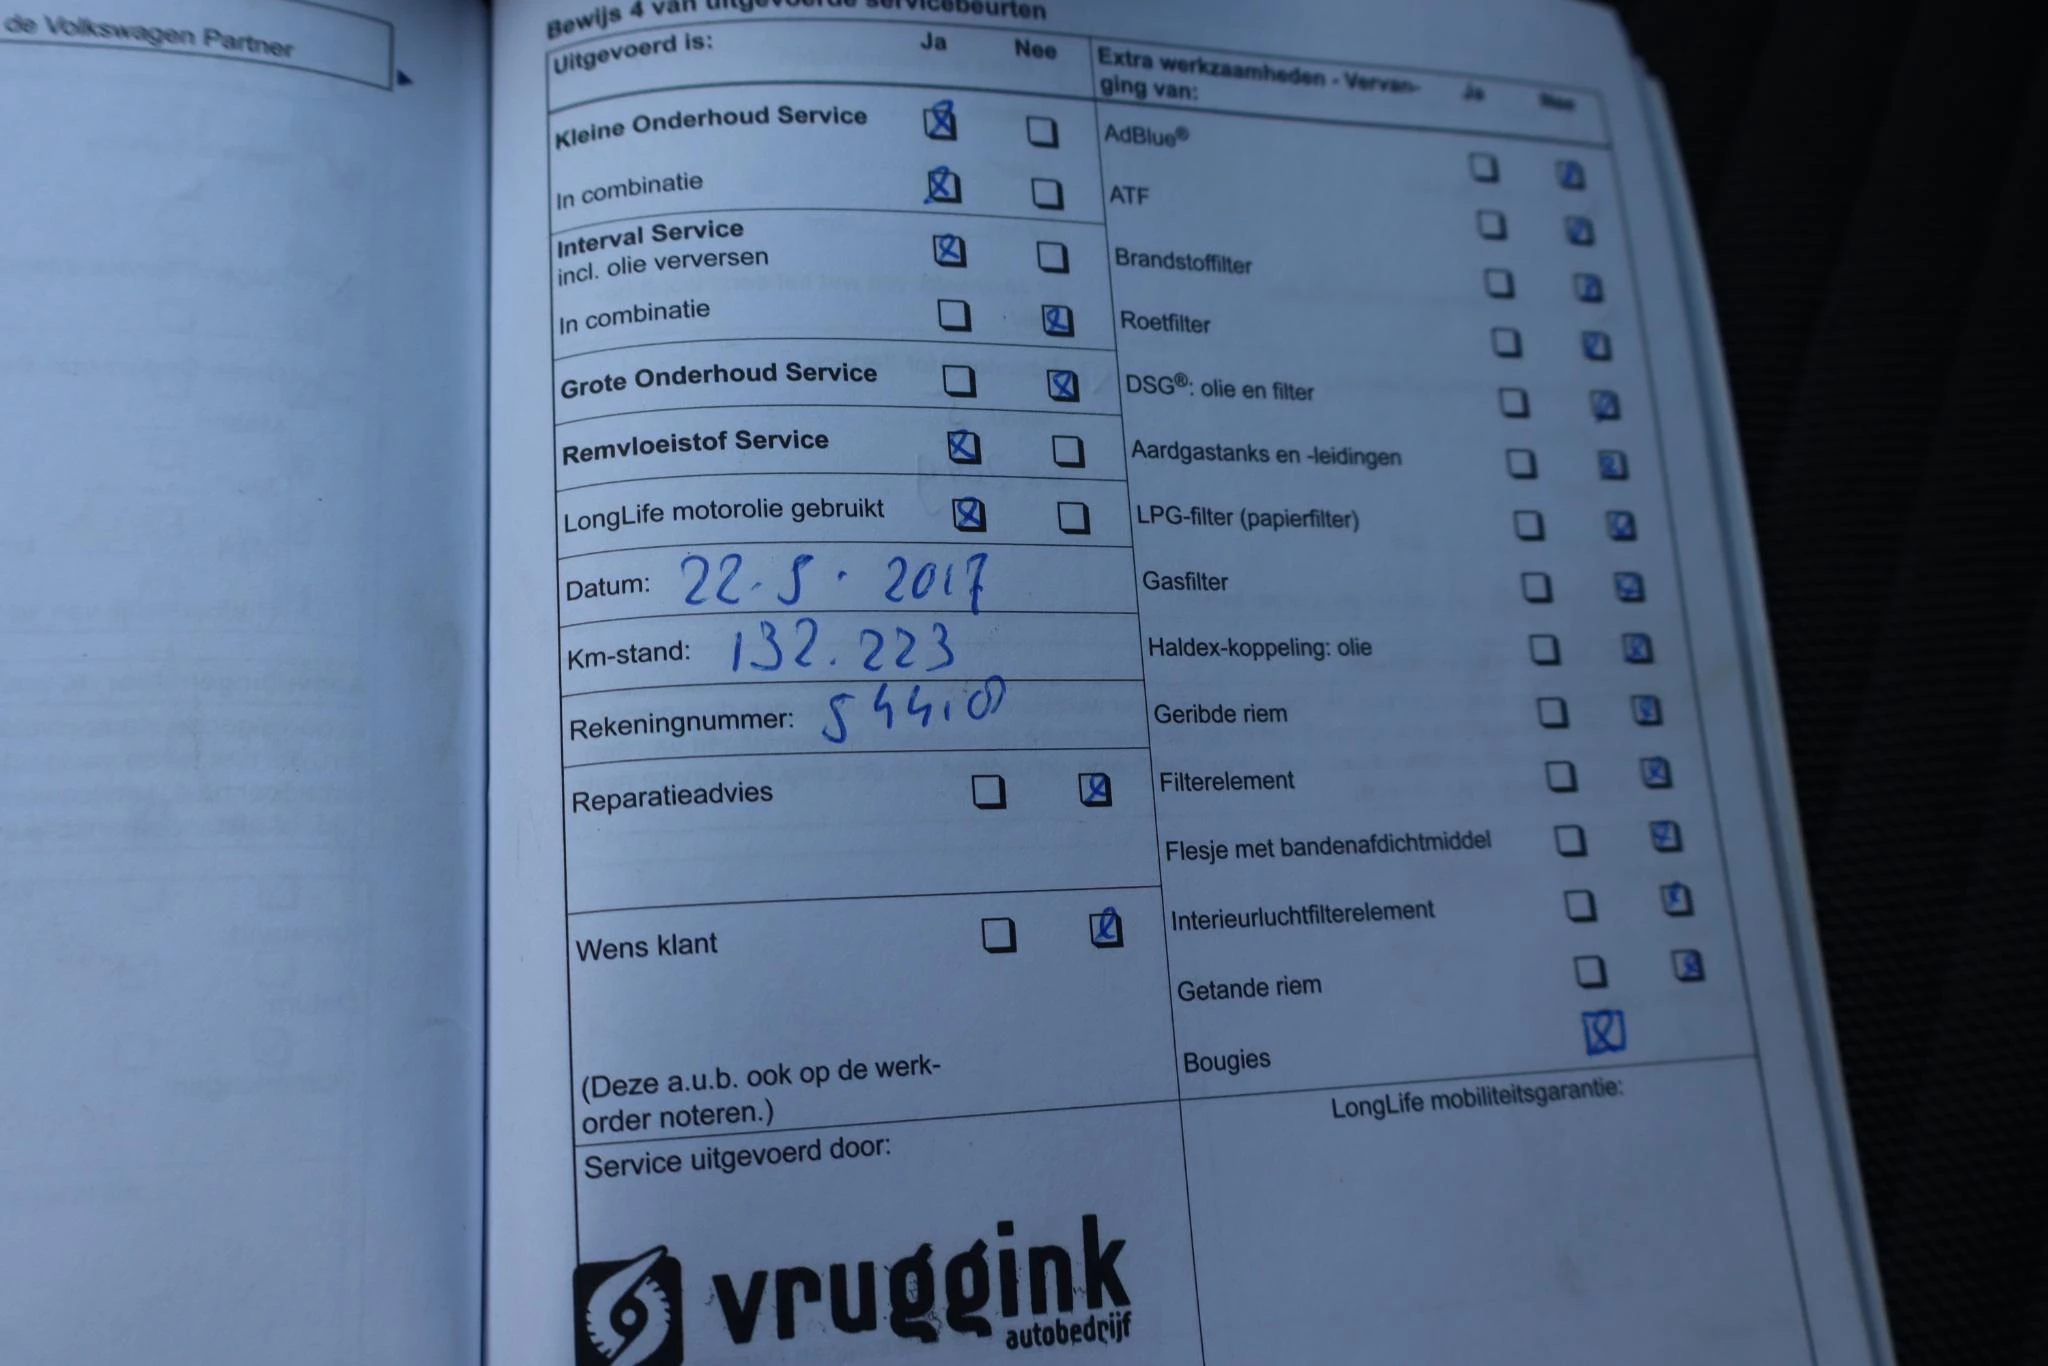 de Volkswagen Partner
Bewijs 4 van uitgevoerde servicebeurten
Uitgevoerd is: Ja Nee
Kleine Onderhoud Service
In combinatie
Interval Service
incl. olie verversen
In combinatie
Grote Onderhoud Service
Remvloeistof Service
LongLife motorolie gebruikt
Datum: 22-5-2017
Km-stand: 132.223
Rekeningnummer:
Reparatieadvies
Wens klant
(Deze a.u.b. ook op de werk-
order noteren.)
Service uitgevoerd door:
vruggink
autobedrijf
Extra werkzaamheden - Vervan- Ja Nee
ging van:
AdBlue®
ATF
Brandstoffilter
Roetfilter
DSG®: olie en filter
Aardgastanks en -leidingen
LPG-filter (papierfilter)
Gasfilter
Haldex-koppeling: olie
Geribde riem
Filterelement
Flesje met bandenafdichtmiddel
Interieurluchtfilterelement
Getande riem
Bougies
LongLife mobiliteitsgarantie: